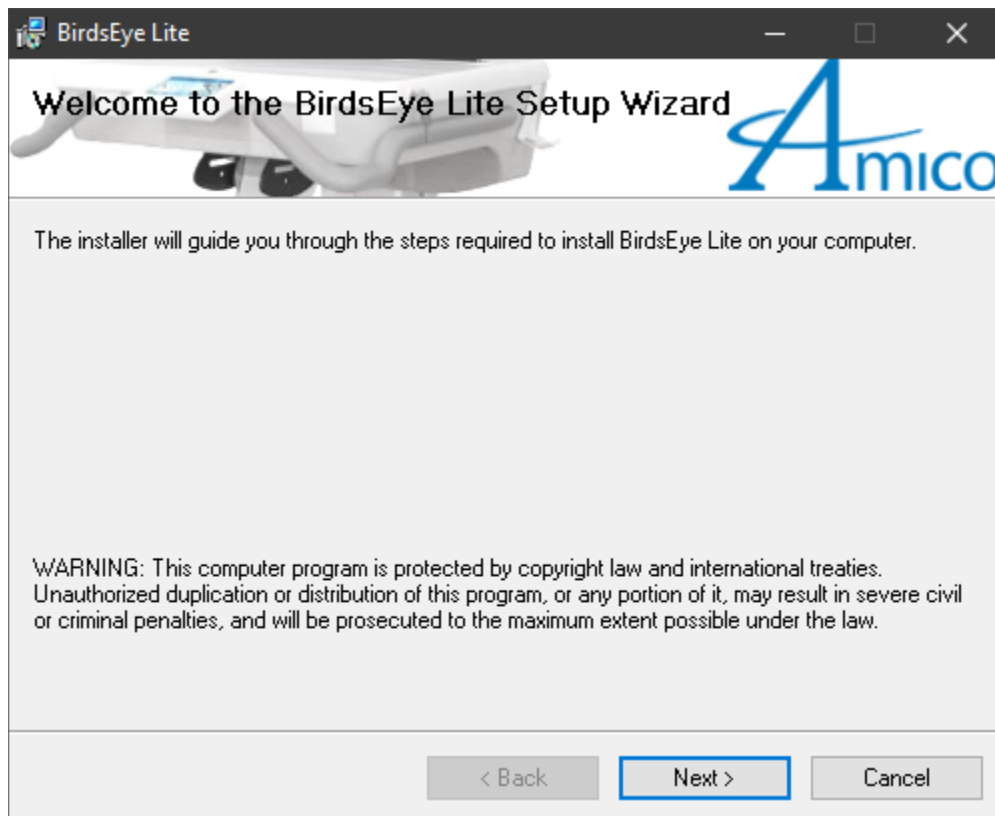 BirdsEye Lite
Welcome to the BirdsEye Lite Setup Wizard
Amico
The installer will guide you through the steps required to install BirdsEye Lite on your computer.
WARNING: This computer program is protected by copyright law and international treaties.
Unauthorized duplication or distribution of this program, or any portion of it, may result in severe civil
or criminal penalties, and will be prosecuted to the maximum extent possible under the law.
< Back
Next >
Cancel